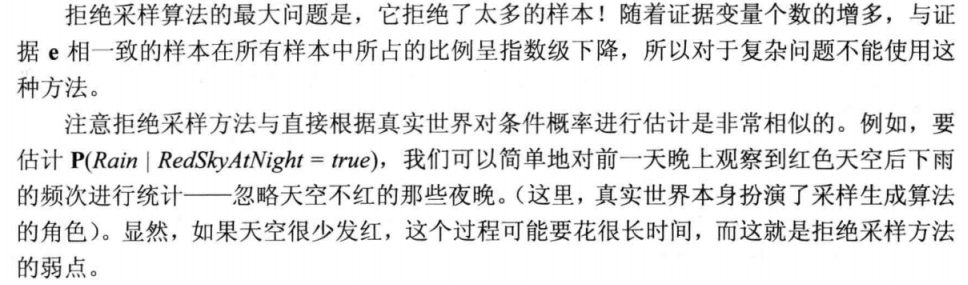 拒绝采样算法的最大问题是，它拒绝了太多的样本！随着证据变量个数的增多，与证
据 e 相一致的样本在所有样本中所占的比例呈指数级下降，所以对于复杂问题不能使用这
种方法。
注意拒绝采样方法与直接根据真实世界对条件概率进行估计是非常相似的。例如，要
估计 P(Rain | RedSkyAtNight = true)，我们可以简单地对前一天晚上观察到红色天空后下雨
的频次进行统计——忽略天空不红的那些夜晚。（这里，真实世界本身扮演了采样生成算法
的角色）。显然，如果天空很少发红，这个过程可能要花很长时间，而这就是拒绝采样方法
的弱点。